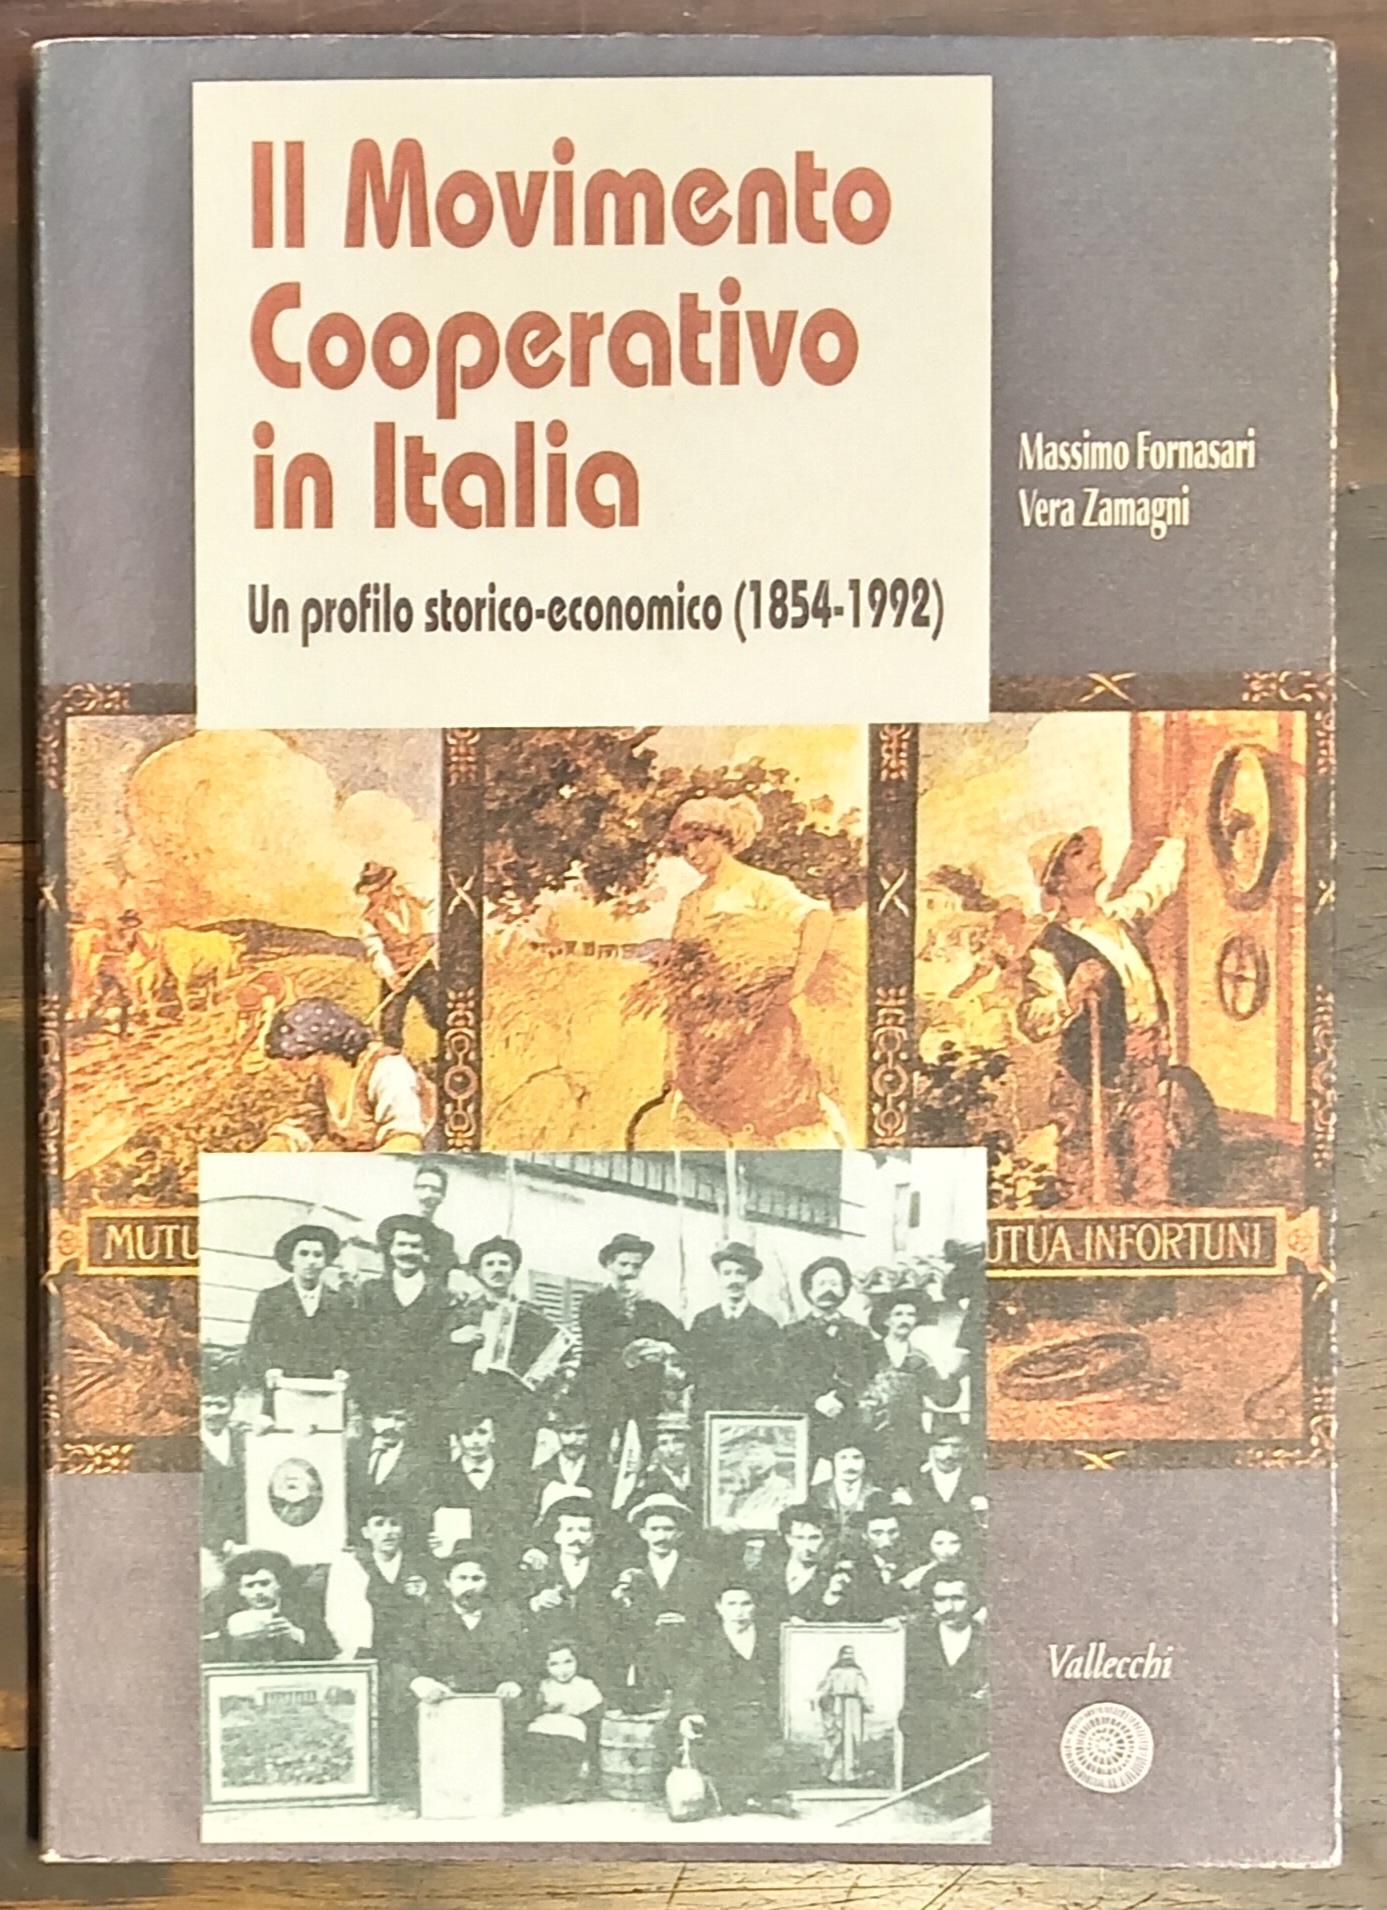 Il Movimento
Cooperativo
in Italia
Un profilo storico-economico (1854-1992)
Massimo Fornasari
Vera Zamagni
MUTU
UTUA INFORTUNI
Vallecchi